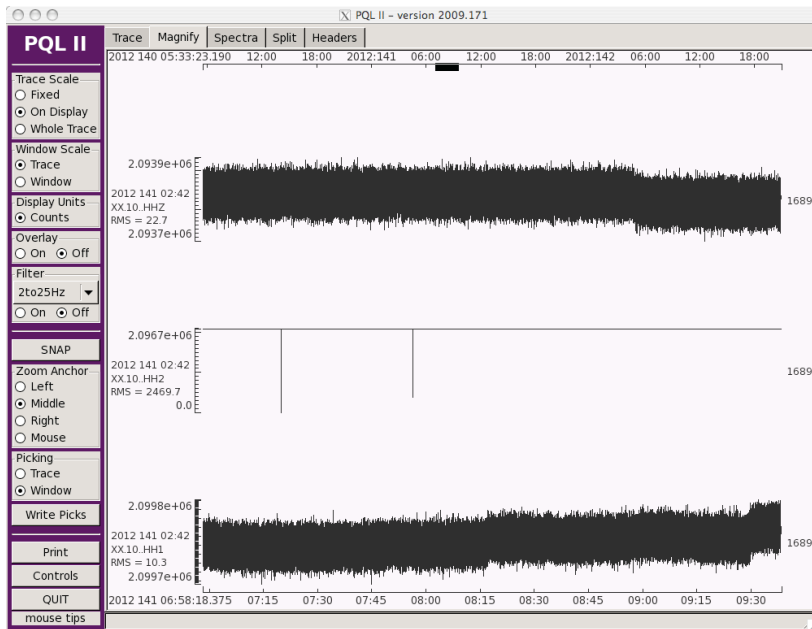 PQL II - version 2009.171
PQL II
Trace Magnify Spectra Split Headers
Trace Scale
Fixed
On Display
Whole Trace
Window Scale
Trace
Window
Display Units
Counts
Overlay
On Off
Filter
2to25Hz
On Off
SNAP
Zoom Anchor
Left
Middle
Right
Mouse
Picking
Trace
Window
Write Picks
Print
Controls
QUIT
mouse tips
2012 140 05:33:23.190 12:00 18:00 2012:141 06:00 12:00 18:00 2012:142 06:00 12:00 18:00
2.0939e+06
2012 141 02:42
XX.10..HHZ
RMS = 22.7
2.0937e+06
1689
2.0967e+06
2012 141 02:42
XX.10..HH2
RMS = 2469.7
0.0
1689
2.0998e+06
2012 141 02:42
XX.10..HH1
RMS = 10.3
2.0997e+06
1689
2012 141 06:58:18.375 07:15 07:30 07:45 08:00 08:15 08:30 08:45 09:00 09:15 09:30